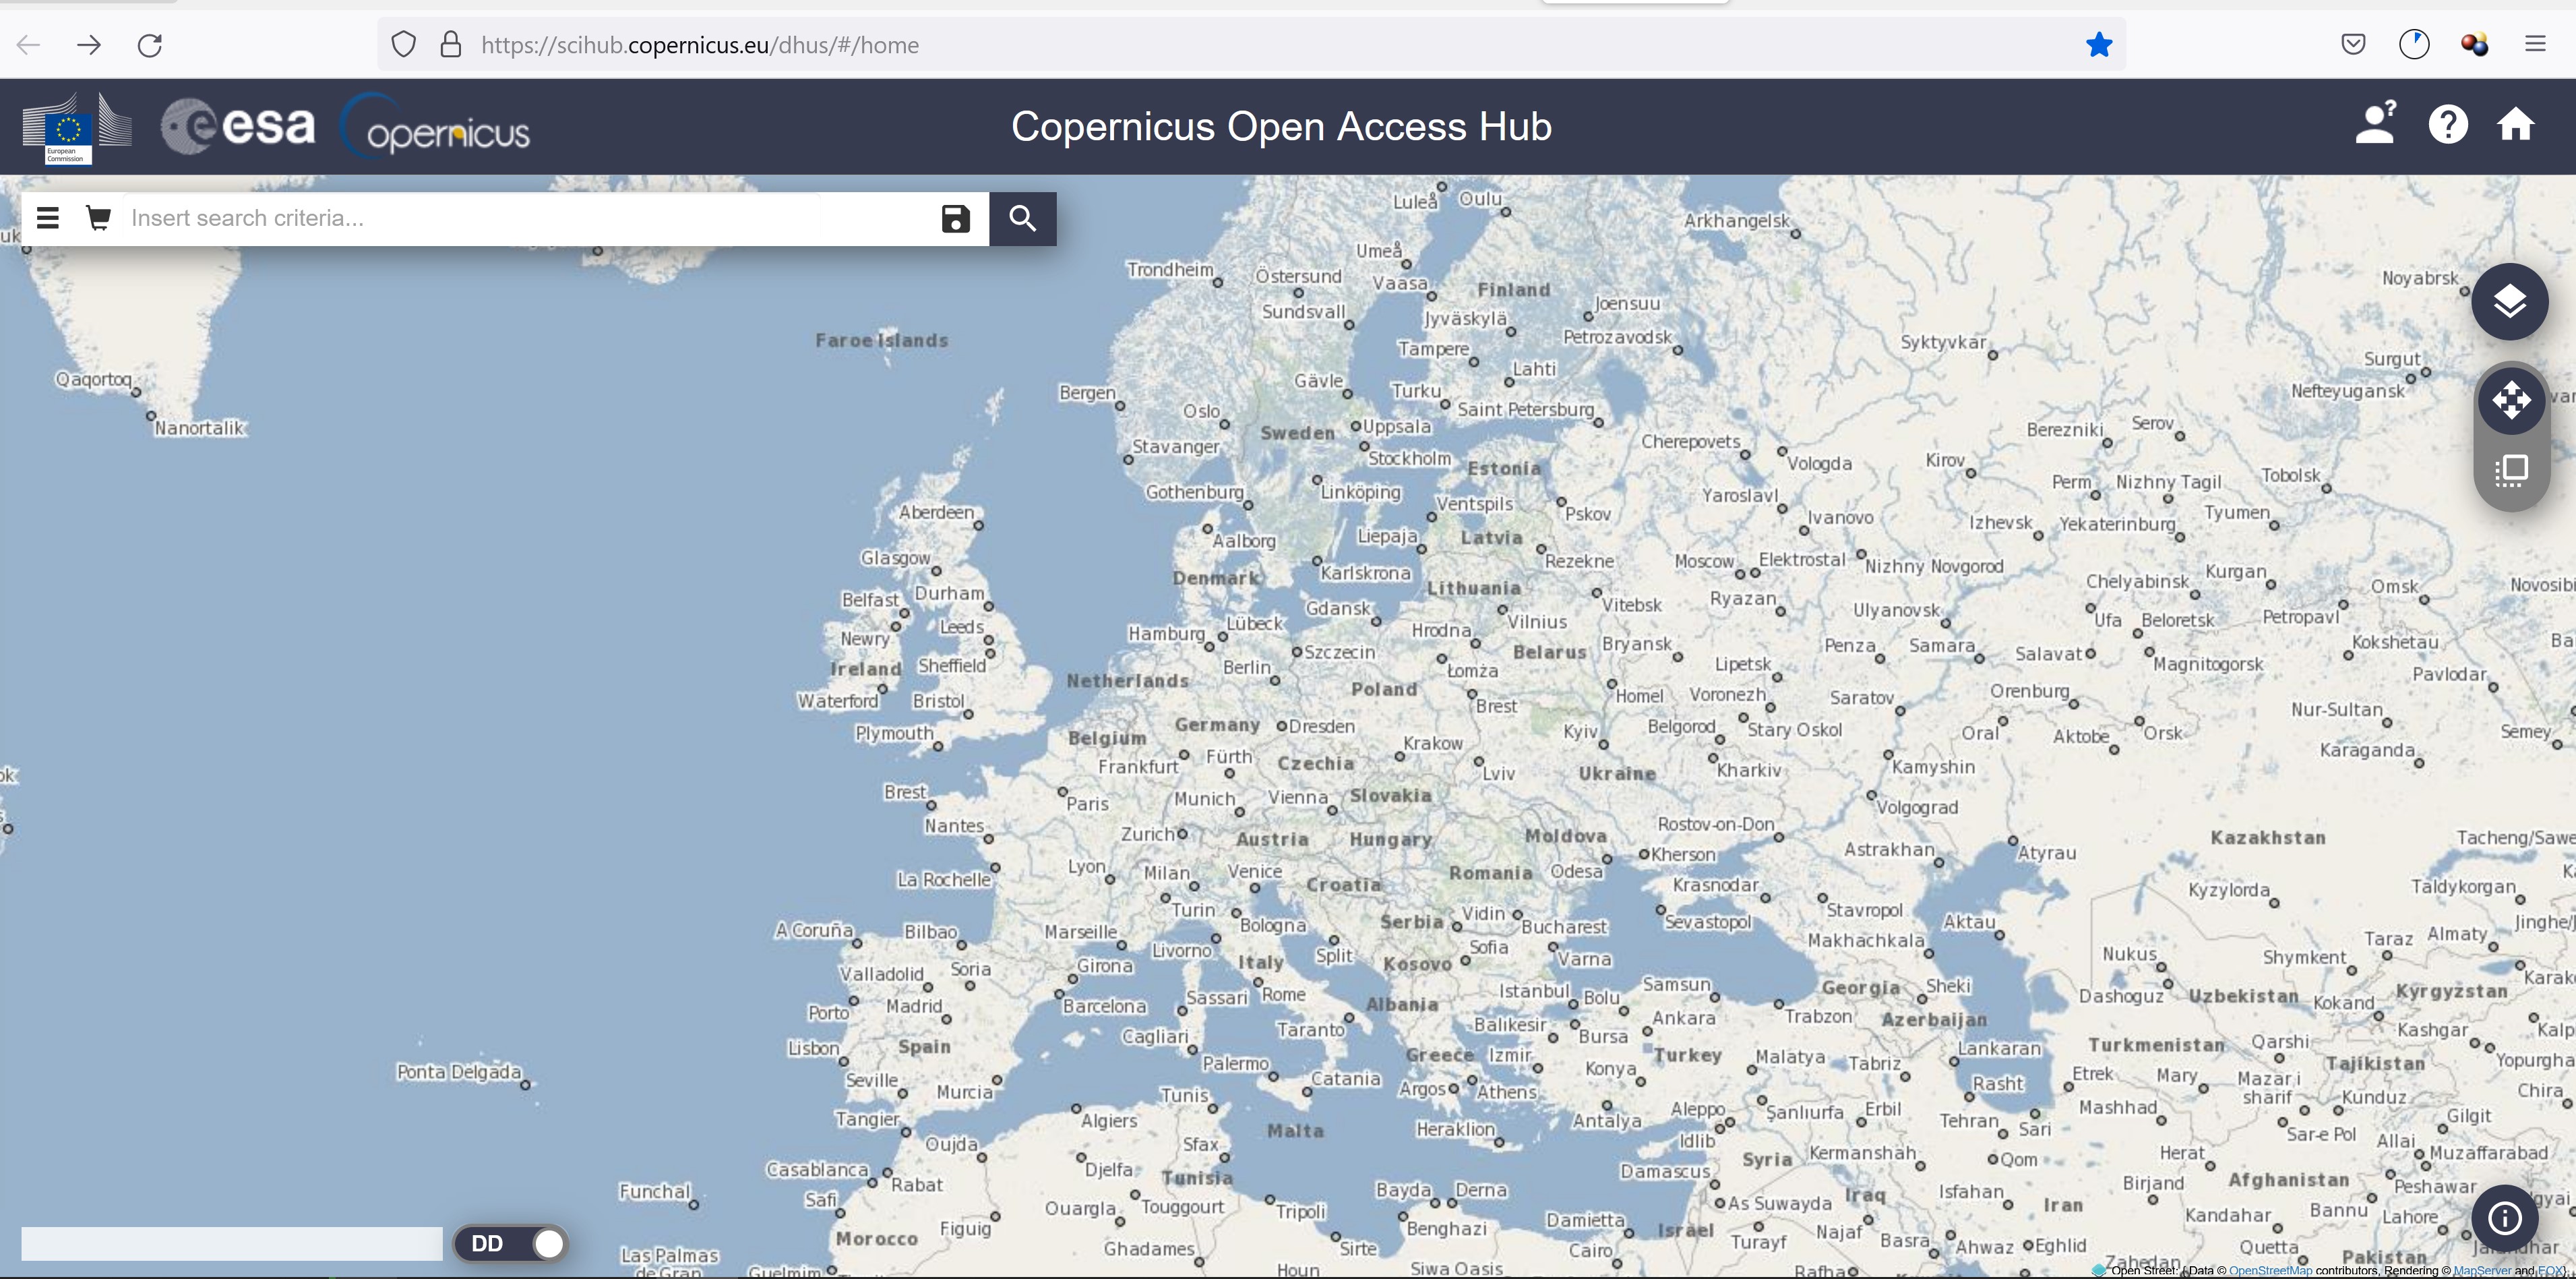 https://scihub.copernicus.eu/dhus/#/home
European
Commission
esa
opernicus
Copernicus Open Access Hub
Insert search criteria...
Luleå Oulu
Arkhangelsk
Umeå
Trondheim Östersund Vaasa Finland
Noyabrsk
Sundsvall Jyväskylä Joensuu
Faroe Islands
Tampere Petrozavodsk Syktyvkar
Surgut
Qaqortoq Bergen Gävle Turku Lahti
Nefteyugansk
Oslo Saint Petersburg
Nanortalik Sweden Uppsala Berezniki Serov
Stavanger Stockholm Estonia Cherepovets Vologda Kirov
Gothenburg Linköping Ventspils Yaroslavl Perm Nizhny Tagil Tobolsk
Aberdeen Pskov Ivanovo Izhevsk Yekaterinburg Tyumen
Aalborg Liepaja Latvia
Glasgow Denmark Karlskrona Rezekne Moscow Elektrostal Nizhny Novgorod
Belfast Durham Lithuania Chelyabinsk Kurgan Omsk
Gdansk Vitebsk Ryazan Ulyanovsk Ufa Beloretsk Petropavl
Newry Leeds Hamburg Lübeck Hrodna Vilnius
Ireland Sheffield Berlin Szczecin Łomża Belarus Bryansk Lipetsk Penza Samara Salavat Magnitogorsk Kokshetau
Netherlands Poland Pavlodar
Waterford Bristol Brest Homel Voronezh Saratov Orenburg
Plymouth Belgium Germany Dresden Krakow Kyiv Belgorod Stary Oskol Oral Aktobe Orsk Nur-Sultan Semey
Frankfurt Fürth Czechia Lviv Ukraine Kharkiv Kamyshin Karaganda
Brest Paris Munich Vienna Slovakia Volgograd
Nantes Zurich Austria Hungary Moldova Rostov-on-Don Kazakhstan
La Rochelle Lyon Milan Venice Croatia Romania Odesa Kherson Astrakhan Atyrau
Krasnodar Kyzylorda Taldykorgan
A Coruña Bilbao Marseille Turin Bologna Serbia Vidin Bucharest Sevastopol Stavropol Aktau
Livorno Split Sofia Makhachkala Taraz Almaty
Valladolid Soria Girona Italy Kosovo Varna Nukus Shymkent
Porto Madrid Barcelona Sassari Rome Albania Istanbul Bolu Samsun Georgia Sheki Dashoguz Uzbekistan Kokand Kyrgyzstan
Lisbon Spain Cagliari Taranto Balıkesir Bursa Ankara Trabzon Azerbaijan Kashgar
Ponta Delgada Seville Murcia Palermo Catania Greece Izmir Turkey Malatya Tabriz Lankaran Turkmenistan Qarshi Tajikistan
Tunis Argos Athens Konya Rasht Etrek Mary Mazar i sharif Kunduz
Tangier Algiers Malta Heraklion Antalya Aleppo Şanlıurfa Erbil Tehran Sari Mashhad Gilgit
Oujda Sfax Idlib Sar-e Pol Allai
Casablanca Rabat Djelfa Tunisia Damascus Syria Kermanshah Qom Herat Muzaffarabad
Funchal Safi Ouargla Touggourt Tripoli Bayda Derna As Suwayda Iraq Isfahan Iran Birjand Afghanistan Peshawar
Figuig Benghazi Damietta Israel Najaf Kandahar Bannu Lahore
DD Morocco Ghadames Sirte Cairo Turayf Basra Ahwaz Eghlid Quetta Pakistan
Las Palmas
de Gran
Guelmim Houn Siwa Oasis Rafha Zahedan
Data © OpenStreetMap contributors, Rendering © MapServer and EOX